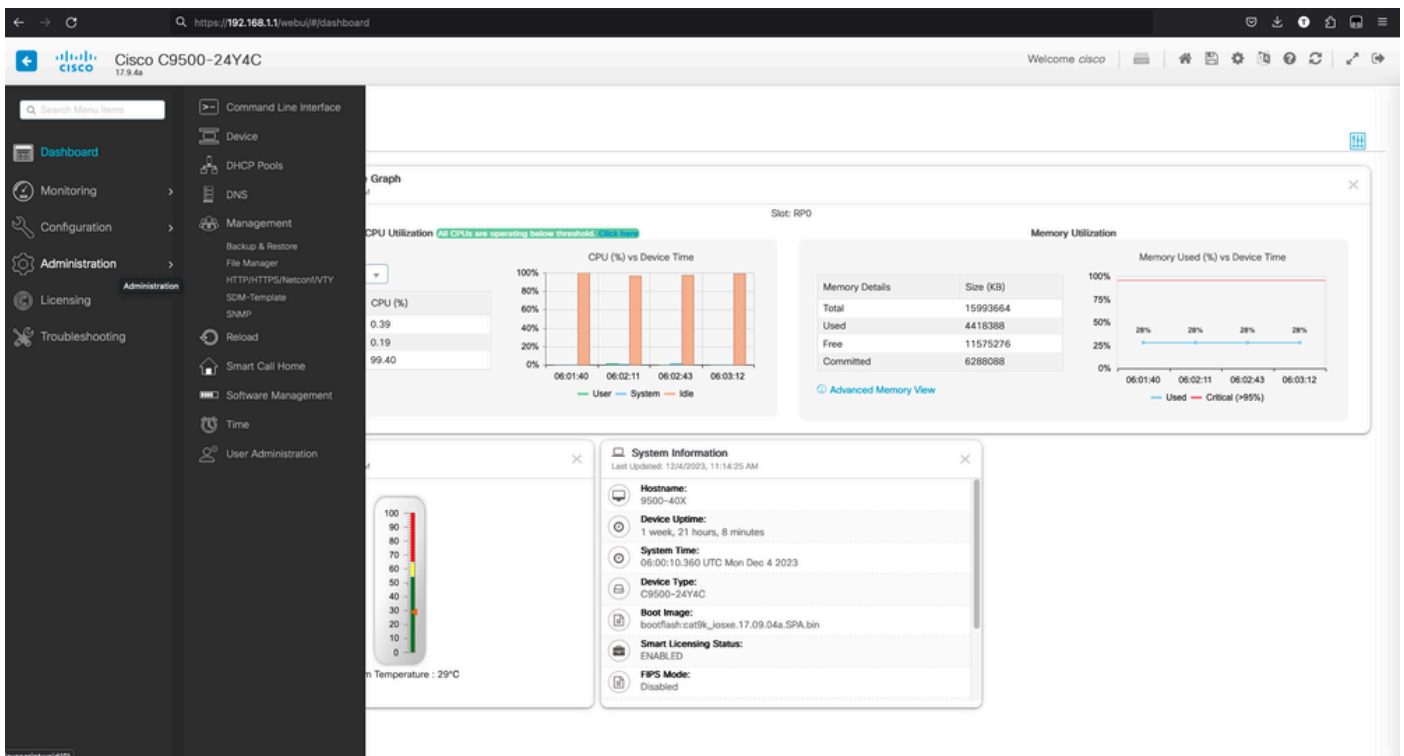 https://192.168.1.1/webui/#/dashboard
CISCO
Cisco C9500-24Y4C
17.9.4a
Welcome cisco
Search Menu Items
Dashboard
Monitoring
Configuration
Administration
Administration
Licensing
Troubleshooting
Command Line Interface
Device
DHCP Pools
DNS
Management
Backup & Restore
File Manager
HTTP/HTTPS/Netconf/VTY
SDM-Template
SNMP
Reload
Smart Call Home
Software Management
Time
User Administration
Graph
Slot: RP0
CPU Utilization All CPUs are operating below threshold. Click here
CPU (%)
0.39
0.19
99.40
CPU (%) vs Device Time
100%
80%
60%
40%
20%
0%
06:01:40 06:02:11 06:02:43 06:03:12
User System Idle
Memory Utilization
Memory Details Size (KB)
Total 15993664
Used 4418388
Free 11575276
Committed 6288088
Advanced Memory View
Memory Used (%) vs Device Time
100%
75%
50%
25%
0%
28% 28% 28% 28%
06:01:40 06:02:11 06:02:43 06:03:12
Used Critical (>95%)
100
90
80
70
60
50
40
30
20
10
0
Temperature : 29°C
System Information
Last Updated: 12/4/2023, 11:14:25 AM
Hostname:
9500-40X
Device Uptime:
1 week, 21 hours, 8 minutes
System Time:
06:00:10.360 UTC Mon Dec 4 2023
Device Type:
C9500-24Y4C
Boot Image:
bootflash:cat9k_iosxe.17.09.04a.SPA.bin
Smart Licensing Status:
ENABLED
FIPS Mode:
Disabled